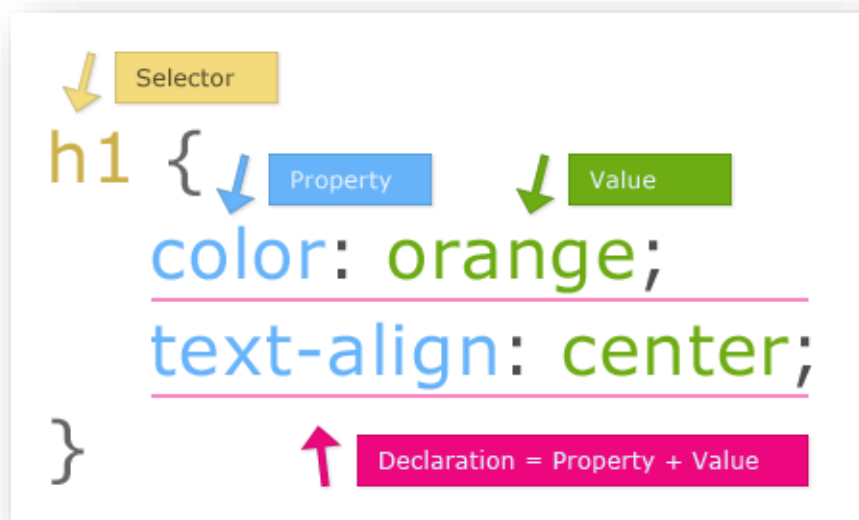 Selector
h1 {
Property
Value
color: orange;
text-align: center;
}
Declaration = Property + Value